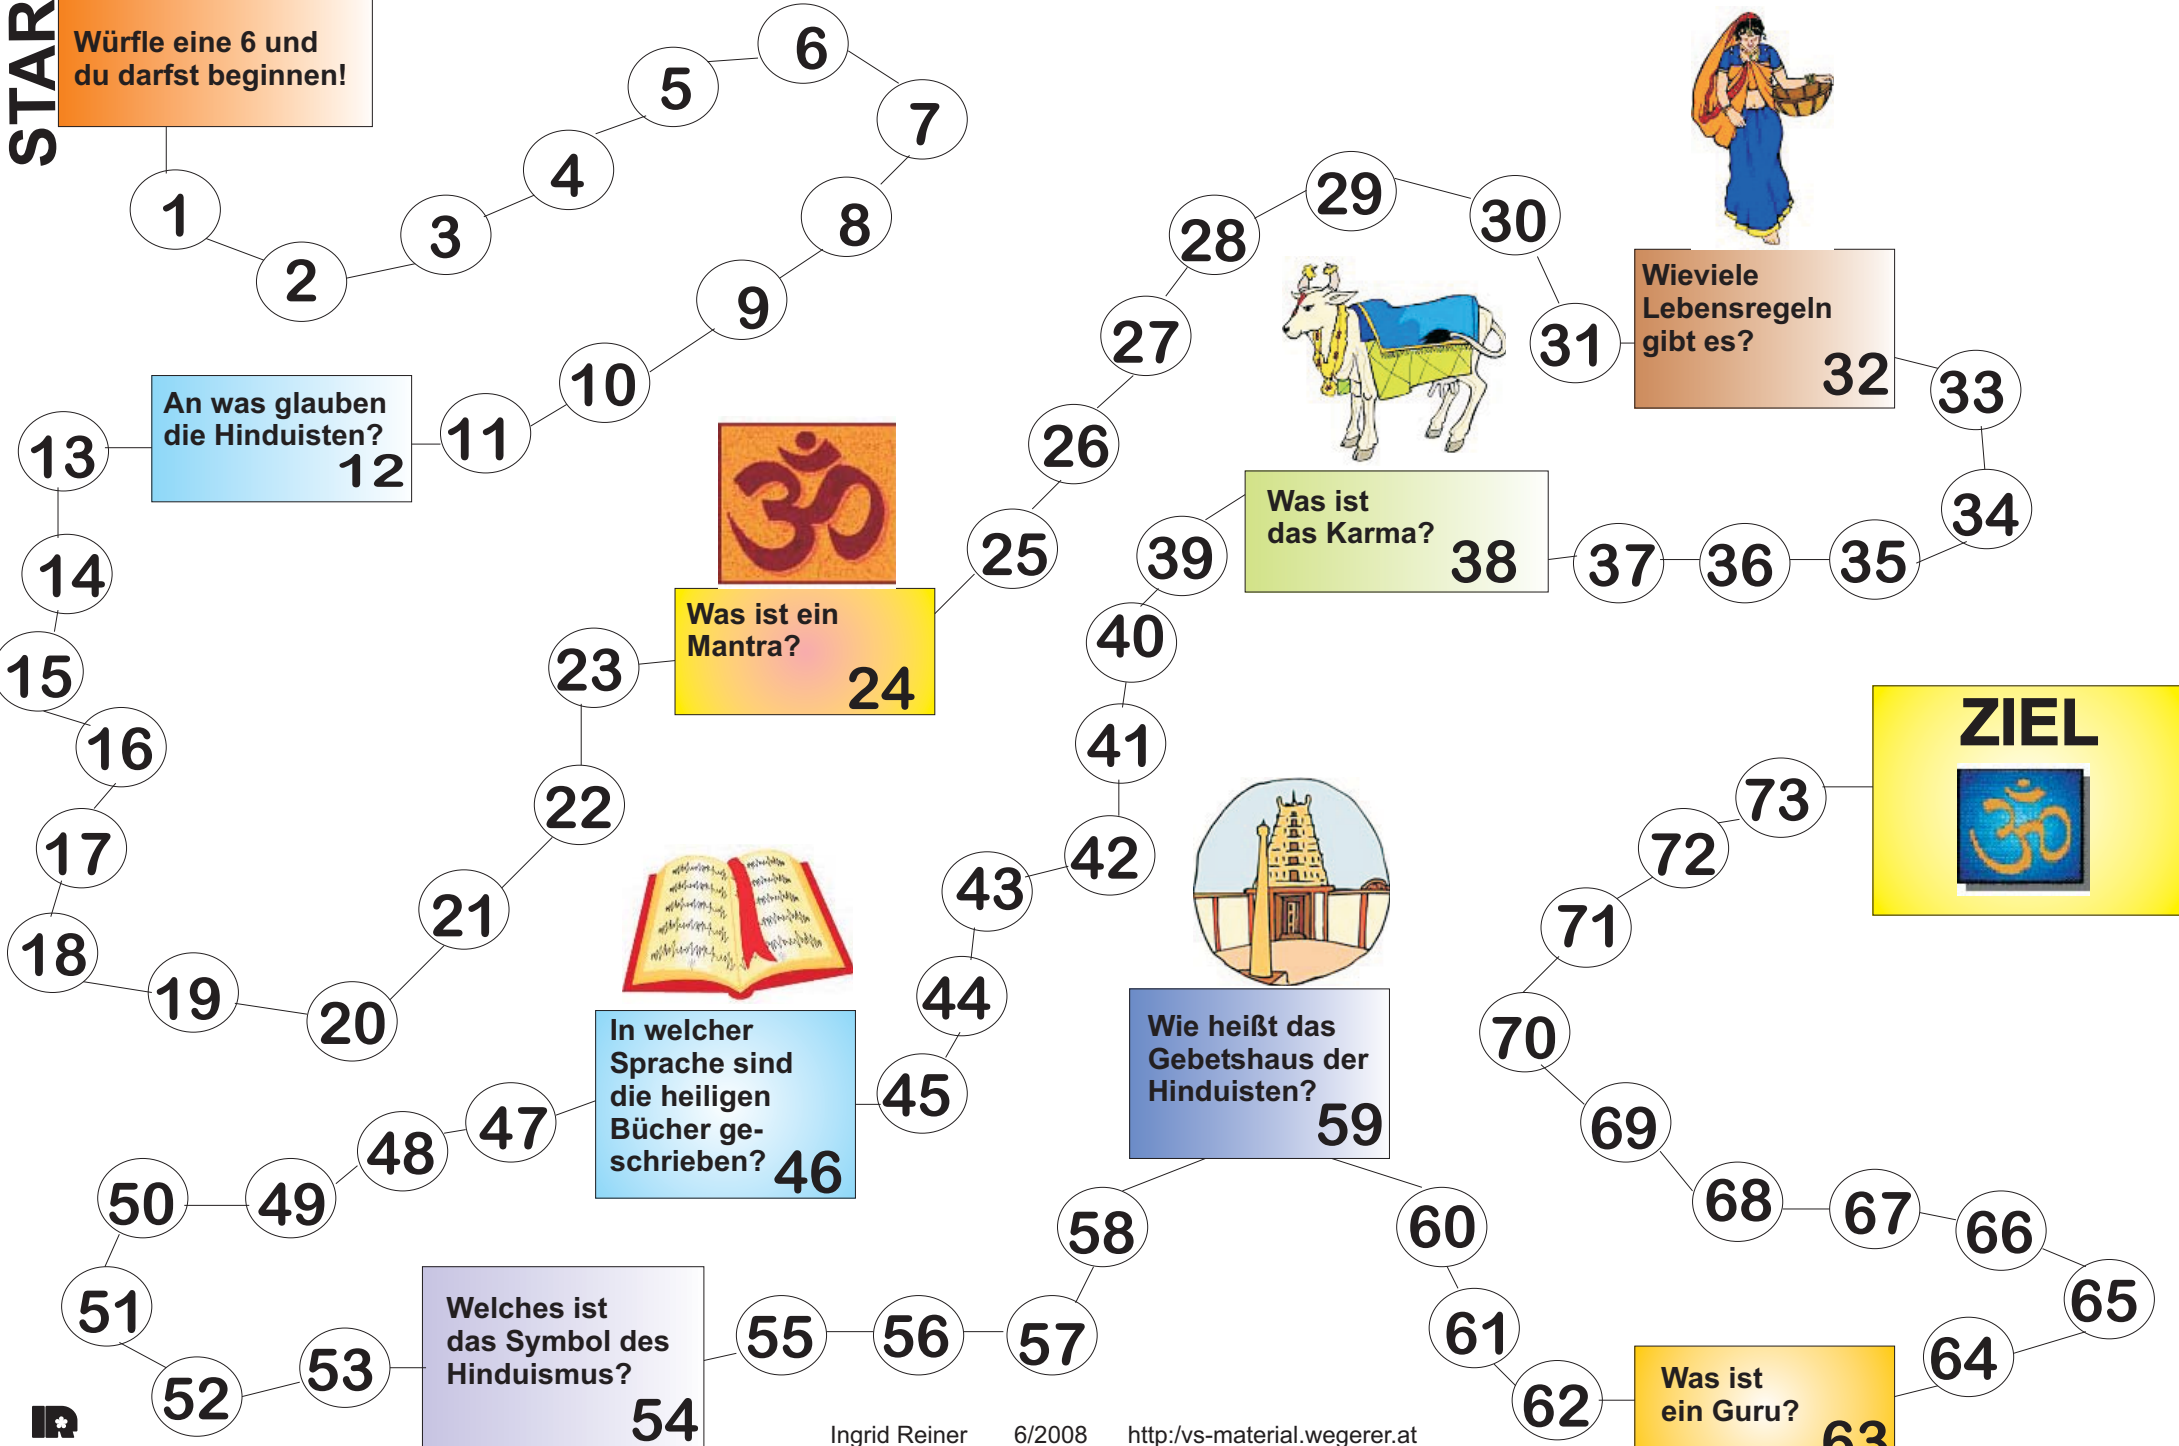 START
Würfle eine 6 und
du darfst beginnen!
1
2
3
4
5
6
7
8
9
10
11
An was glauben
die Hinduisten?
12
13
14
15
16
17
18
19
20
21
22
23
Was ist ein
Mantra?
24
25
26
27
28
29
30
31
Wieviele
Lebensregeln
gibt es?
32
33
34
35
36
37
Was ist
das Karma?
38
39
40
41
42
43
44
45
In welcher
Sprache sind
die heiligen
Bücher ge-
schrieben?
46
47
48
49
50
51
52
53
Welches ist
das Symbol des
Hinduismus?
54
55
56
57
58
Wie heißt das
Gebetshaus der
Hinduisten?
59
60
61
62
Was ist
ein Guru?
63
64
65
66
67
68
69
70
71
72
73
ZIEL
ॐ
ॐ
IR
Ingrid Reiner 6/2008 http:/vs-material.wegerer.at